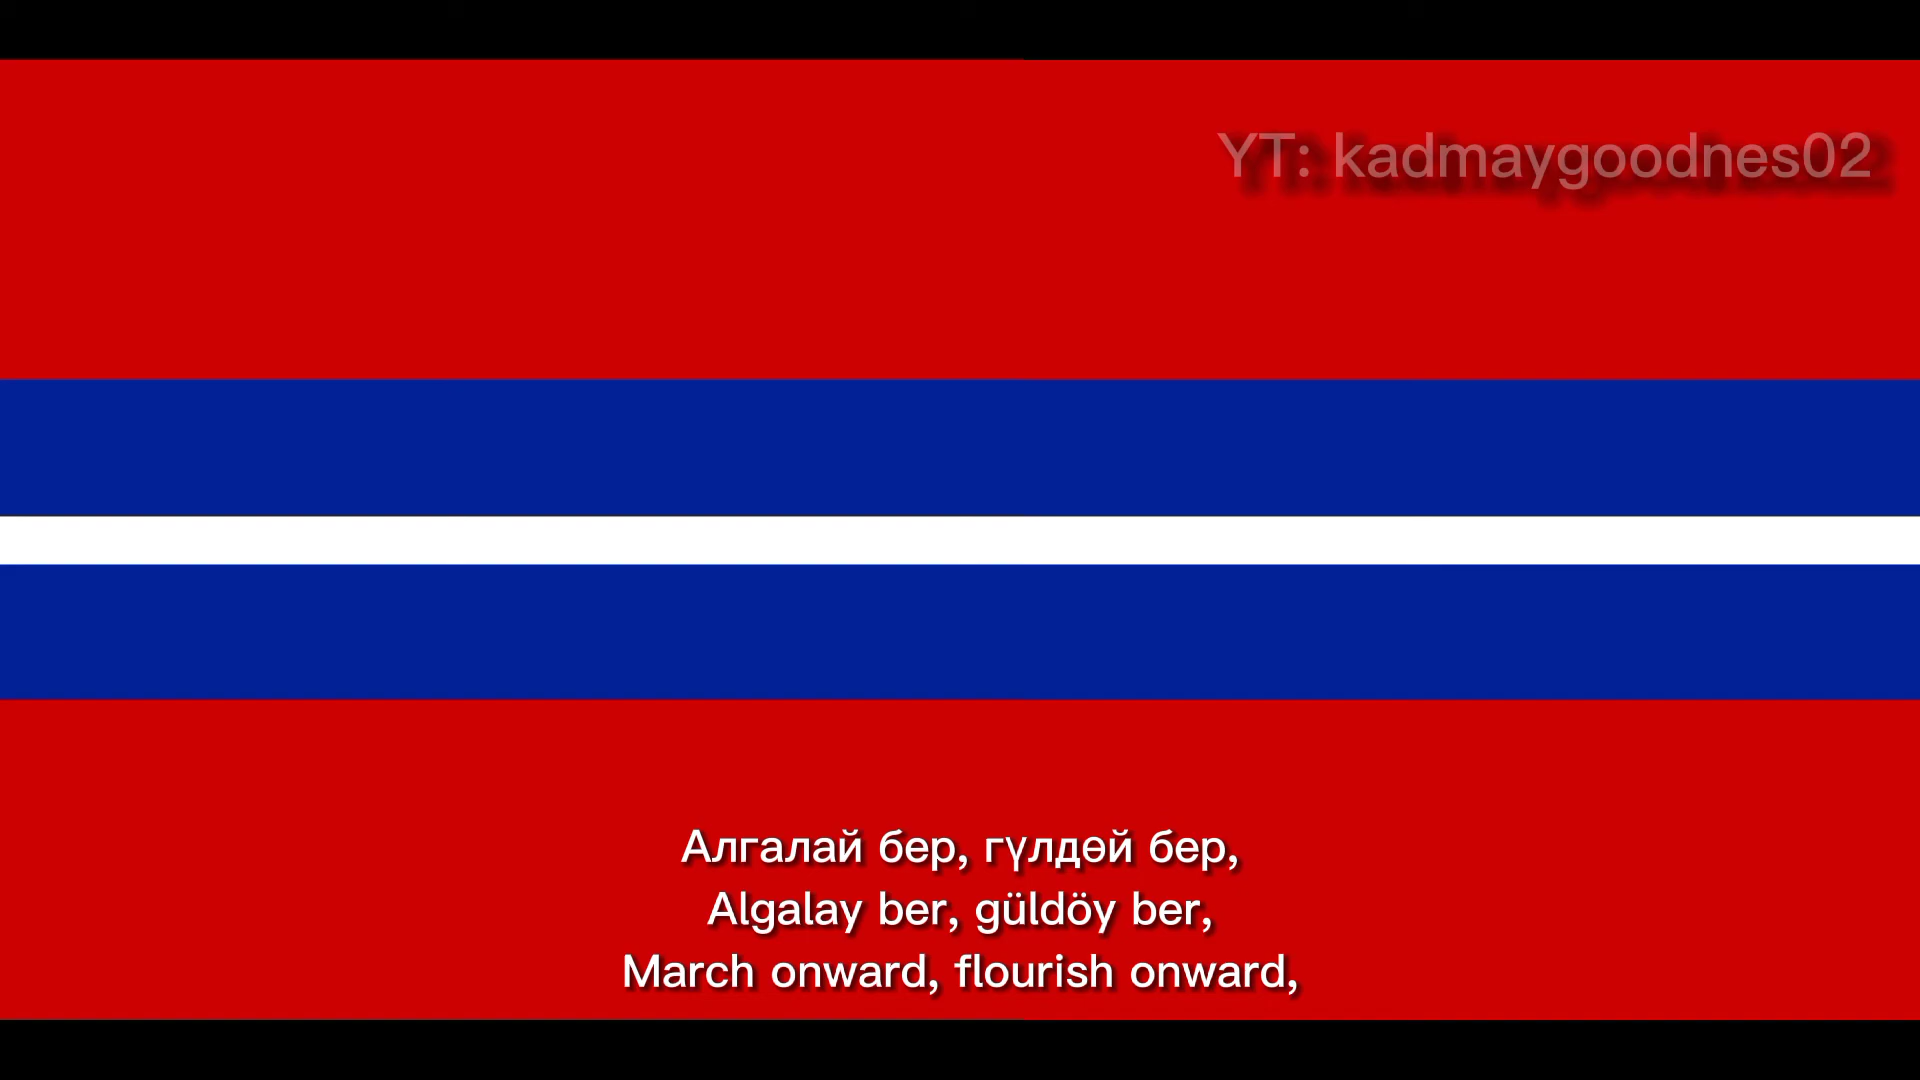 YT: kadmaygoodnes02
Алгалай бер, гүлдөй бер,
Algalay ber, güldöy ber,
March onward, flourish onward,